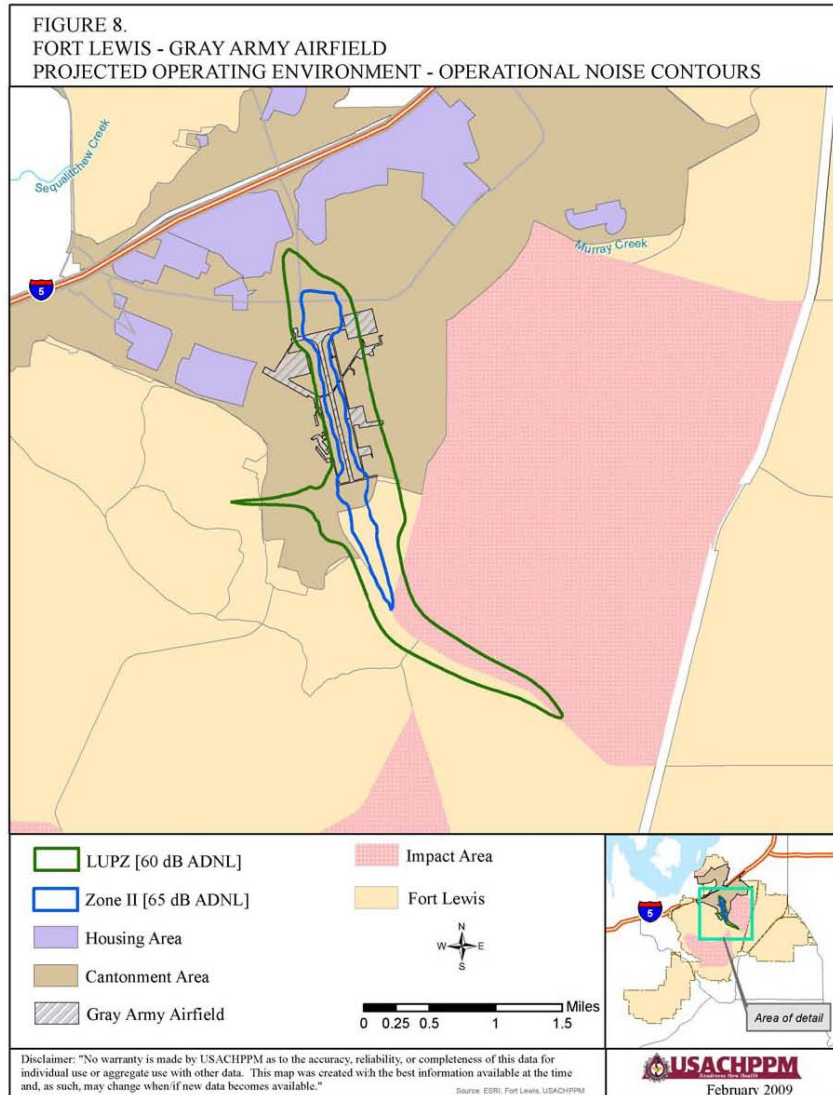 FIGURE 8.
FORT LEWIS - GRAY ARMY AIRFIELD
PROJECTED OPERATING ENVIRONMENT - OPERATIONAL NOISE CONTOURS
Sequalitchew Creek
Murray Creek
5
LUPZ [60 dB ADNL]
Zone II [65 dB ADNL]
Housing Area
Cantonment Area
Gray Army Airfield
Impact Area
Fort Lewis
N
W E
S
Miles
0 0.25 0.5 1 1.5
5
Area of detail
Disclaimer: "No warranty is made by USACHPPM as to the accuracy, reliability, or completeness of this data for
individual use or aggregate use with other data. This map was created with the best information available at the time
and, as such, may change when/if new data becomes available."
Source: ESRI, Fort Lewis, USACHPPM
USACHPPM
Readiness thru Health
February 2009